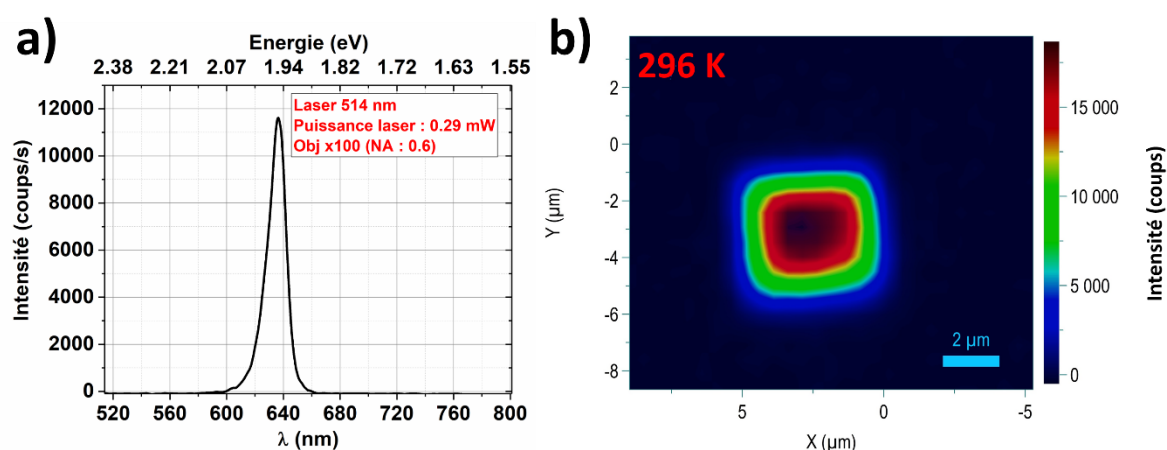 a)
Energie (eV)
2.38 2.21 2.07 1.94 1.82 1.72 1.63 1.55
Laser 514 nm
Puissance laser : 0.29 mW
Obj x100 (NA : 0.6)
Intensité (coups/s)
12000
10000
8000
6000
4000
2000
0
520 560 600 640 680 720 760 800
λ (nm)
b)
296 K
Y (µm)
2
0
-2
-4
-6
-8
2 µm
5 0 -5
X (µm)
15 000
10 000
5 000
0
Intensité (coups)